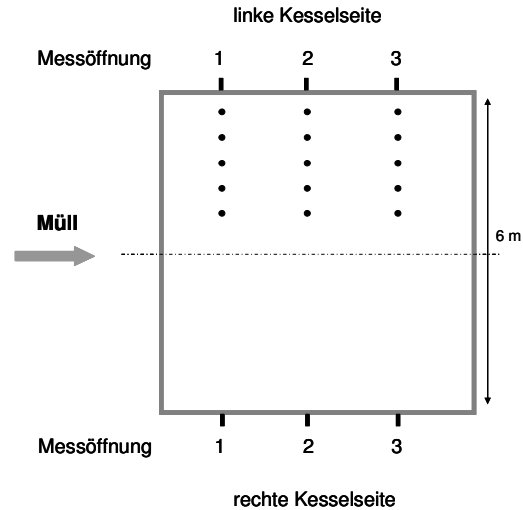 linke Kesselseite
Messöffnung 1 2 3
Müll
6 m
Messöffnung 1 2 3
rechte Kesselseite